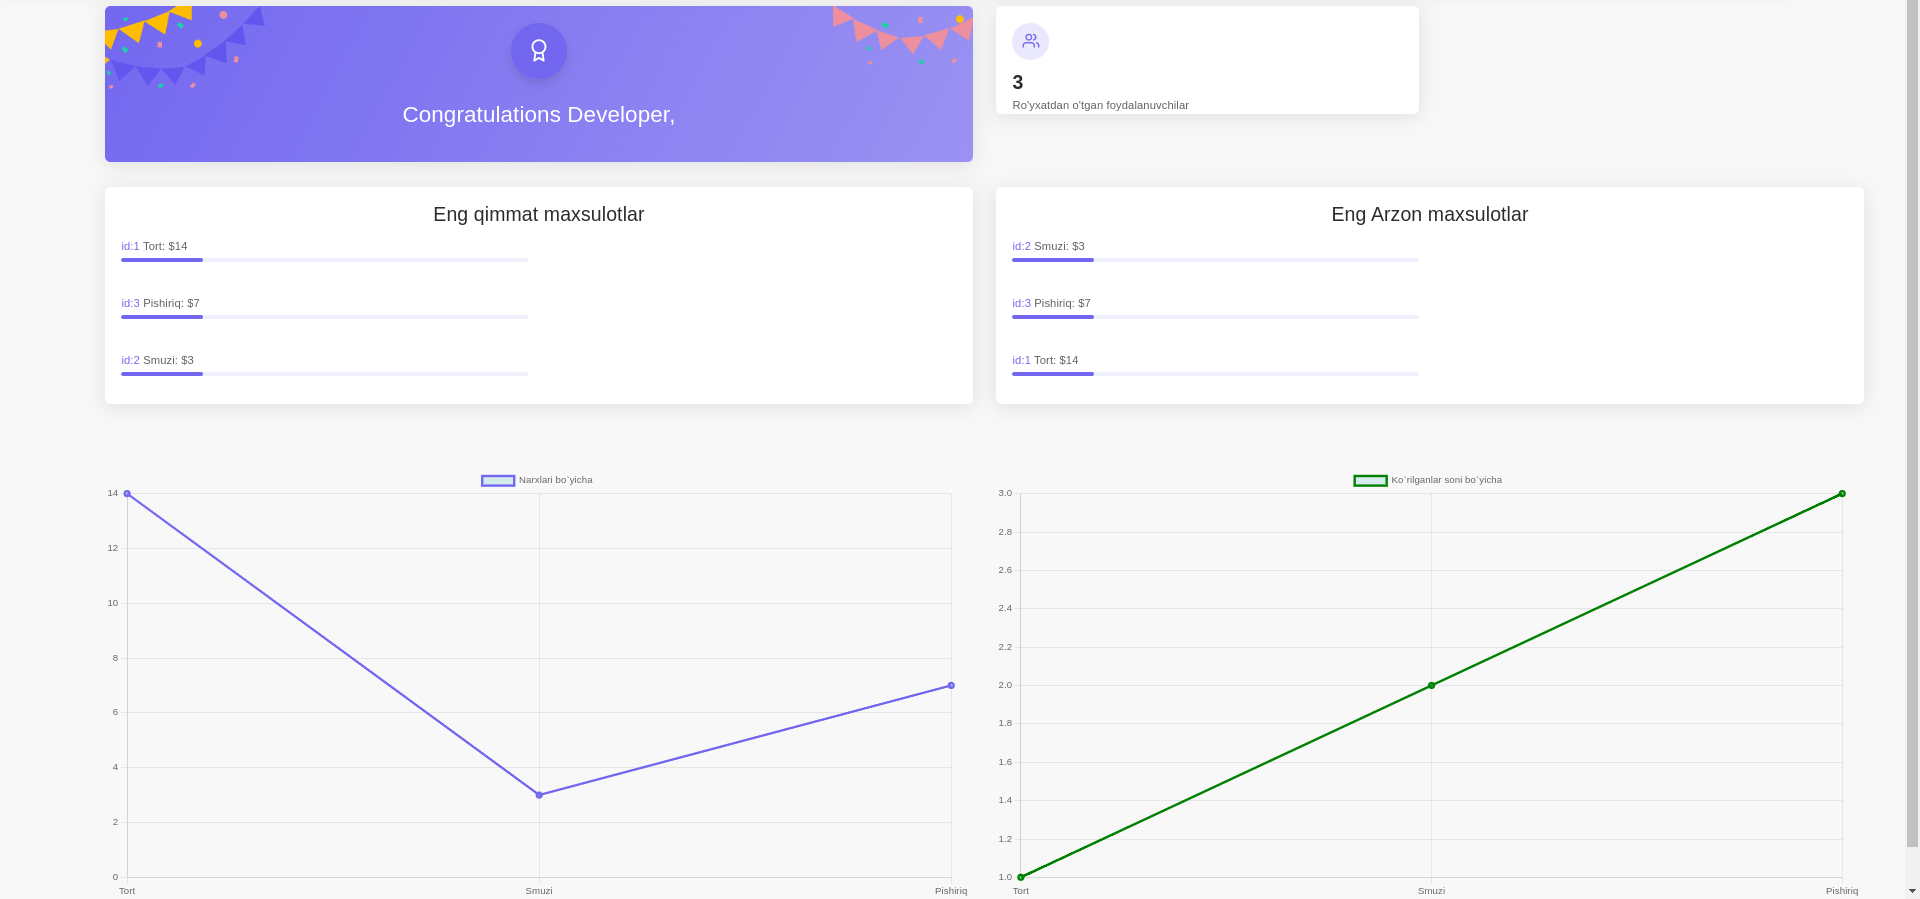 Congratulations Developer,
3
Ro'yxatdan o'tgan foydalanuvchilar
Eng qimmat maxsulotlar
id:1 Tort: $14
id:3 Pishiriq: $7
id:2 Smuzi: $3
Eng Arzon maxsulotlar
id:2 Smuzi: $3
id:3 Pishiriq: $7
id:1 Tort: $14
Narxlari bo`yicha
14
12
10
8
6
4
2
0
Tort
Smuzi
Pishiriq
Ko`rilganlar soni bo`yicha
3.0
2.8
2.6
2.4
2.2
2.0
1.8
1.6
1.4
1.2
1.0
Tort
Smuzi
Pishiriq